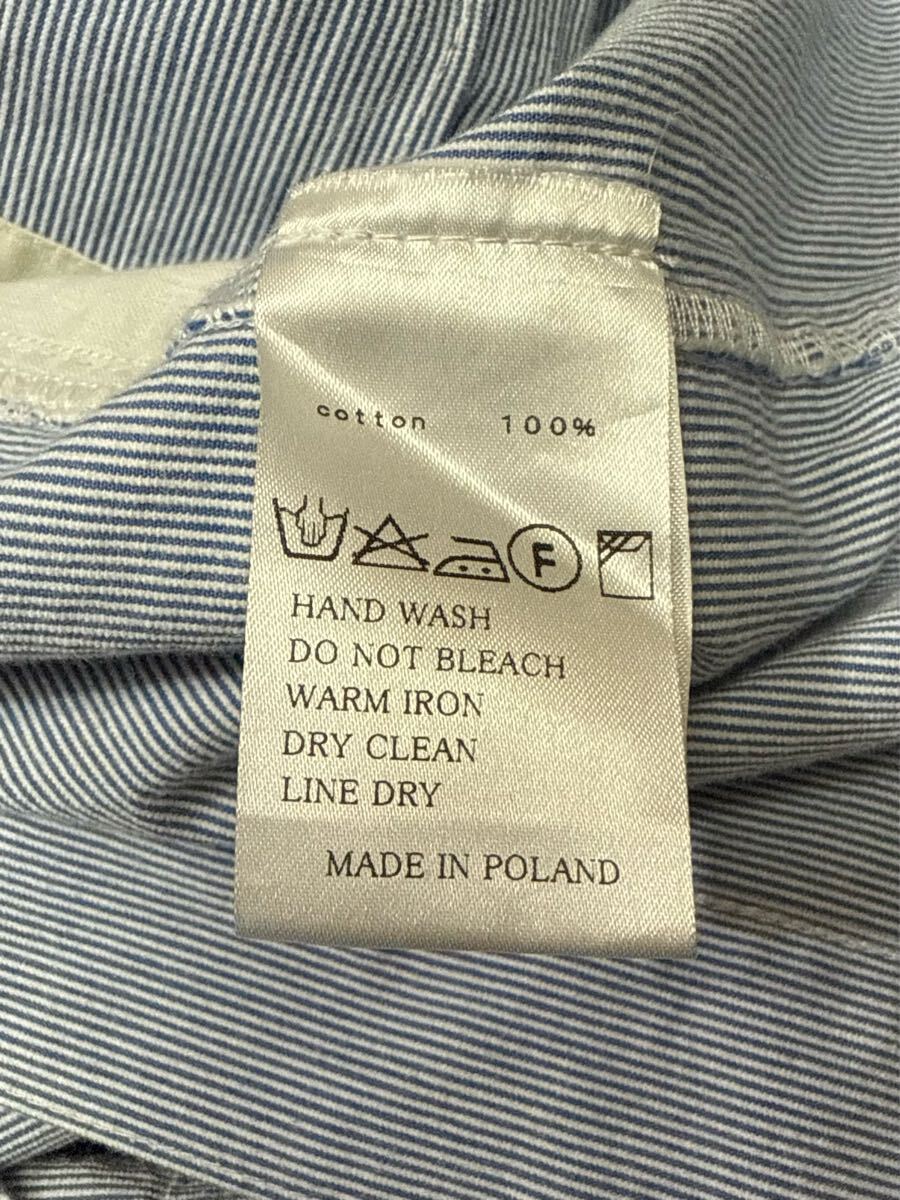 cotton 100%
F
HAND WASH
DO NOT BLEACH
WARM IRON
DRY CLEAN
LINE DRY
MADE IN POLAND